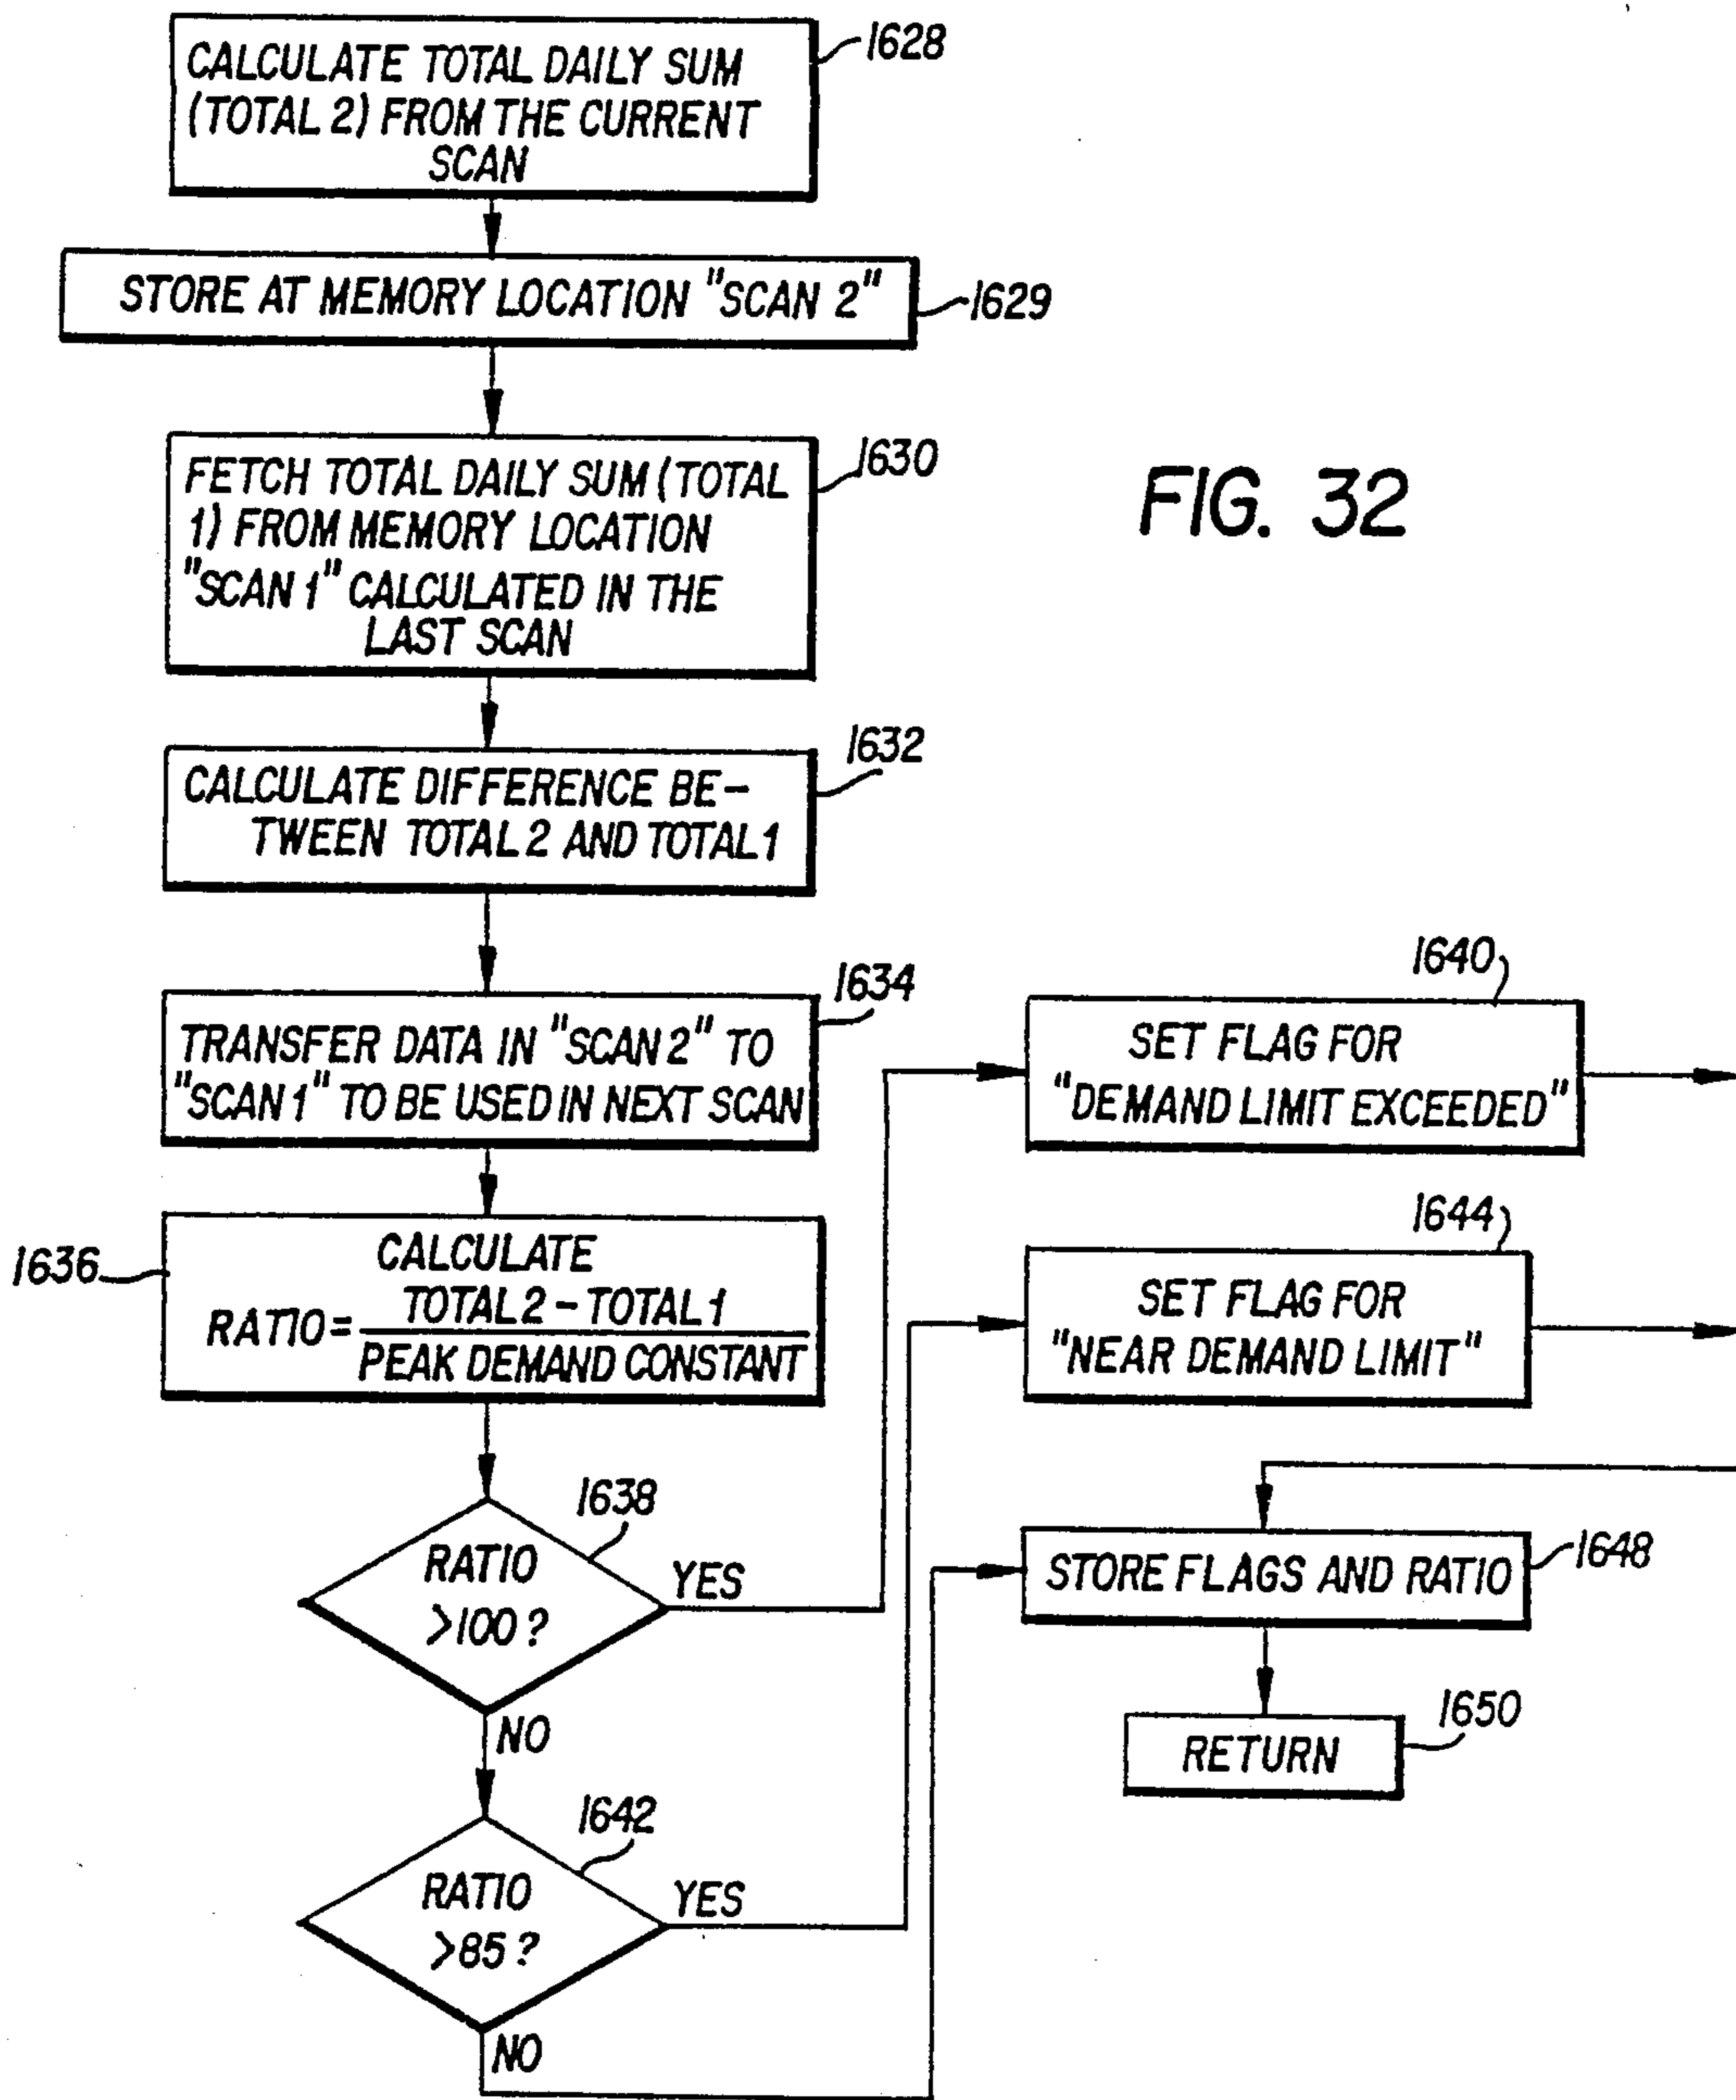 CALCULATE TOTAL DAILY SUM
(TOTAL 2) FROM THE CURRENT
SCAN
1628
STORE AT MEMORY LOCATION "SCAN 2"
1629
FETCH TOTAL DAILY SUM (TOTAL
1) FROM MEMORY LOCATION
"SCAN 1" CALCULATED IN THE
LAST SCAN
1630
FIG. 32
CALCULATE DIFFERENCE BE-
TWEEN TOTAL 2 AND TOTAL 1
1632
TRANSFER DATA IN "SCAN 2" TO
"SCAN 1" TO BE USED IN NEXT SCAN
1634
1636
CALCULATE
RATIO = TOTAL 2 - TOTAL 1
PEAK DEMAND CONSTANT
RATIO
>100?
1638
YES
NO
RATIO
>85?
1642
YES
NO
1640
SET FLAG FOR
"DEMAND LIMIT EXCEEDED"
1644
SET FLAG FOR
"NEAR DEMAND LIMIT"
STORE FLAGS AND RATIO
1648
RETURN
1650